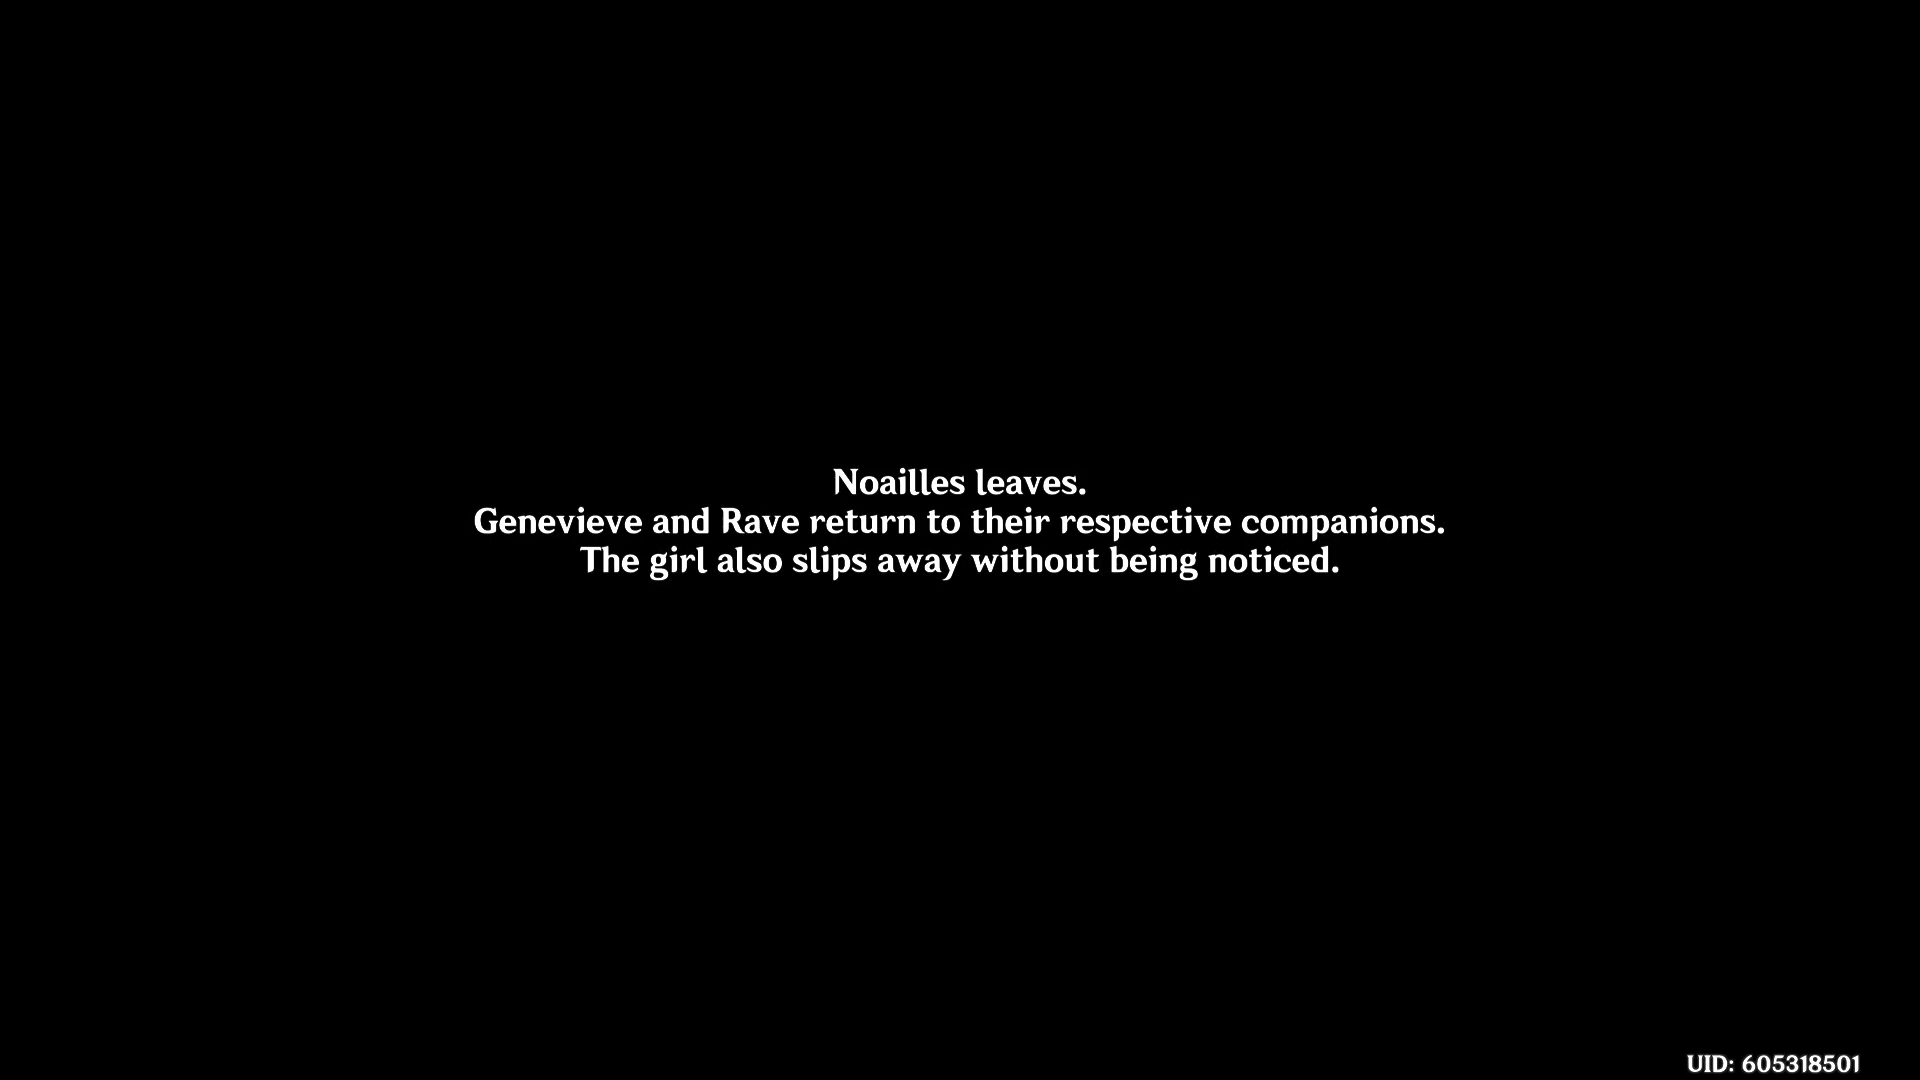 Noailles leaves.
Genevieve and Rave return to their respective companions.
The girl also slips away without being noticed.
UID: 605318501